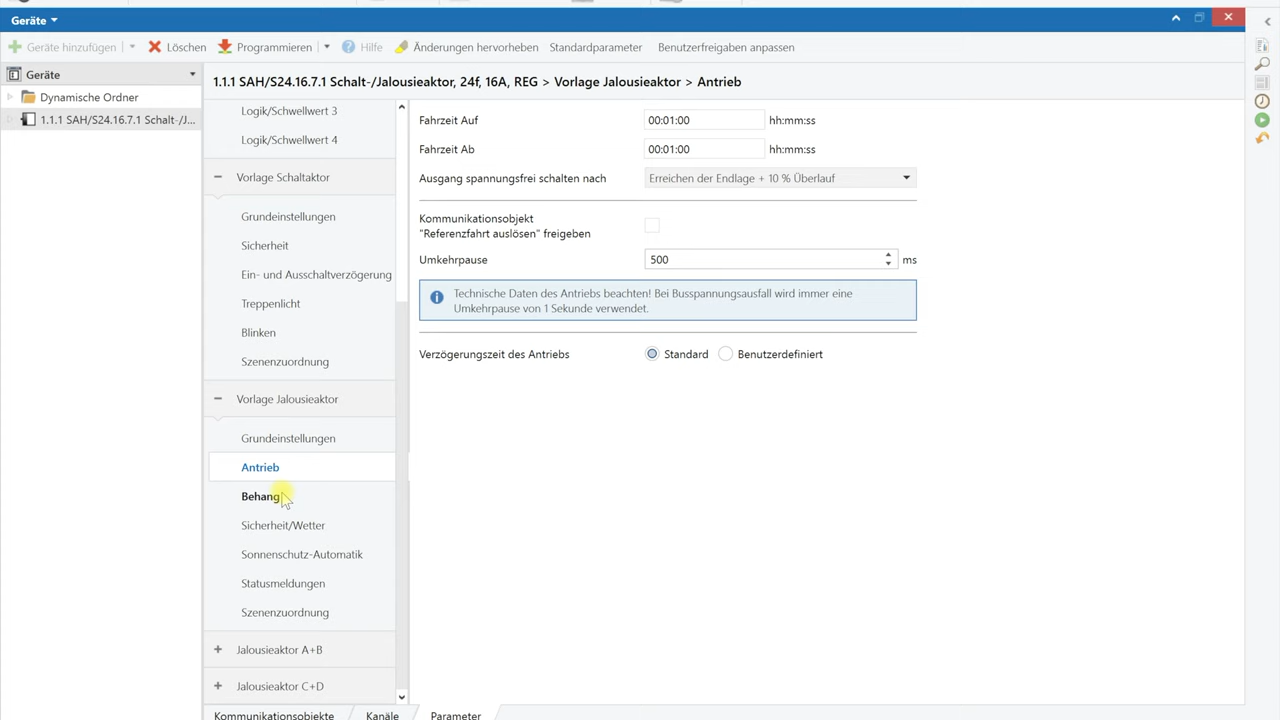 Geräte
Geräte hinzufügen
Löschen
Programmieren
Hilfe
Änderungen hervorheben
Standardparameter
Benutzerfreigaben anpassen
Geräte
Dynamische Ordner
1.1.1 SAH/S24.16.7.1 Schalt-/J...
1.1.1 SAH/S24.16.7.1 Schalt-/Jalousieaktor, 24f, 16A, REG > Vorlage Jalousieaktor > Antrieb
Logik/Schwellwert 3
Logik/Schwellwert 4
Vorlage Schaltaktor
Grundeinstellungen
Sicherheit
Ein- und Ausschaltverzögerung
Treppenlicht
Blinken
Szenenzuordnung
Vorlage Jalousieaktor
Grundeinstellungen
Antrieb
Behang
Sicherheit/Wetter
Sonnenschutz-Automatik
Statusmeldungen
Szenenzuordnung
Jalousieaktor A+B
Jalousieaktor C+D
Fahrzeit Auf 00:01:00 hh:mm:ss
Fahrzeit Ab 00:01:00 hh:mm:ss
Ausgang spannungsfrei schalten nach Erreichen der Endlage + 10 % Überlauf
Kommunikationsobjekt
"Referenzfahrt auslösen" freigeben
Umkehrpause 500 ms
Technische Daten des Antriebs beachten! Bei Busspannungsausfall wird immer eine
Umkehrpause von 1 Sekunde verwendet.
Verzögerungszeit des Antriebs Standard Benutzerdefiniert
Kommunikationsobjekte
Kanäle
Parameter